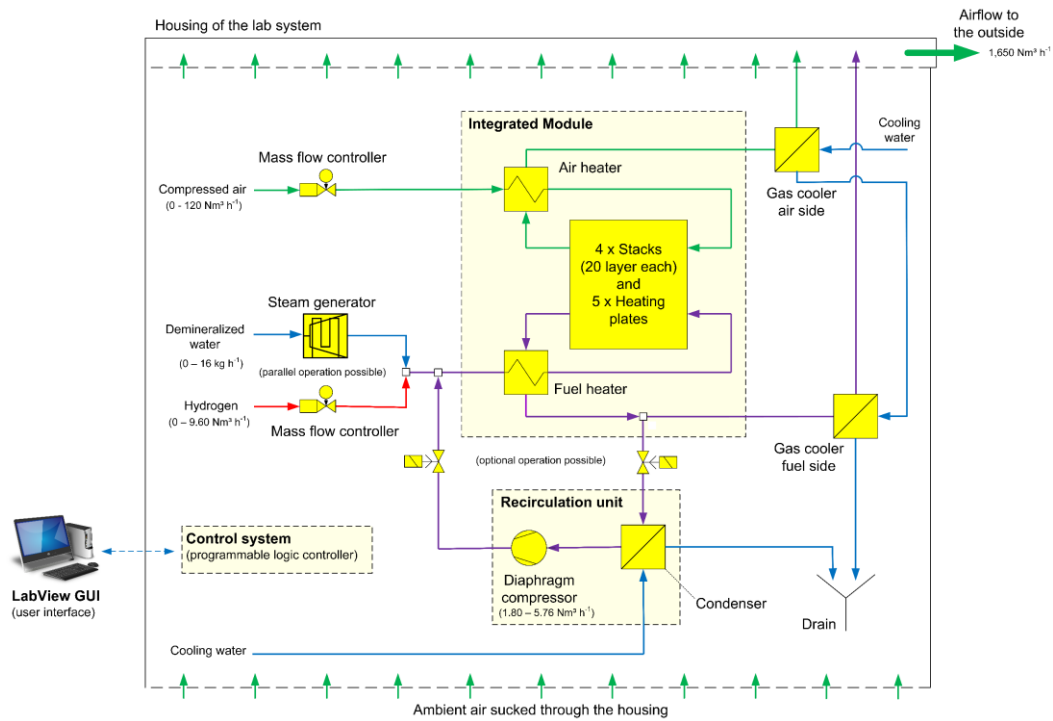 Housing of the lab system
Airflow to
the outside
1,650 Nm³ h⁻¹
Integrated Module
Cooling
water
Mass flow controller
Air heater
Compressed air
(0 - 120 Nm³ h⁻¹)
Gas cooler
air side
4 x Stacks
(20 layer each)
and
5 x Heating
plates
Steam generator
Demineralized
water
(0 – 16 kg h⁻¹)
(parallel operation possible)
Fuel heater
Hydrogen
(0 – 9.60 Nm³ h⁻¹)
Mass flow controller
Gas cooler
fuel side
(optional operation possible)
Recirculation unit
Control system
(programmable logic controller)
LabView GUI
(user interface)
Diaphragm
compressor
(1.80 – 5.76 Nm³ h⁻¹)
Condenser
Drain
Cooling water
Ambient air sucked through the housing